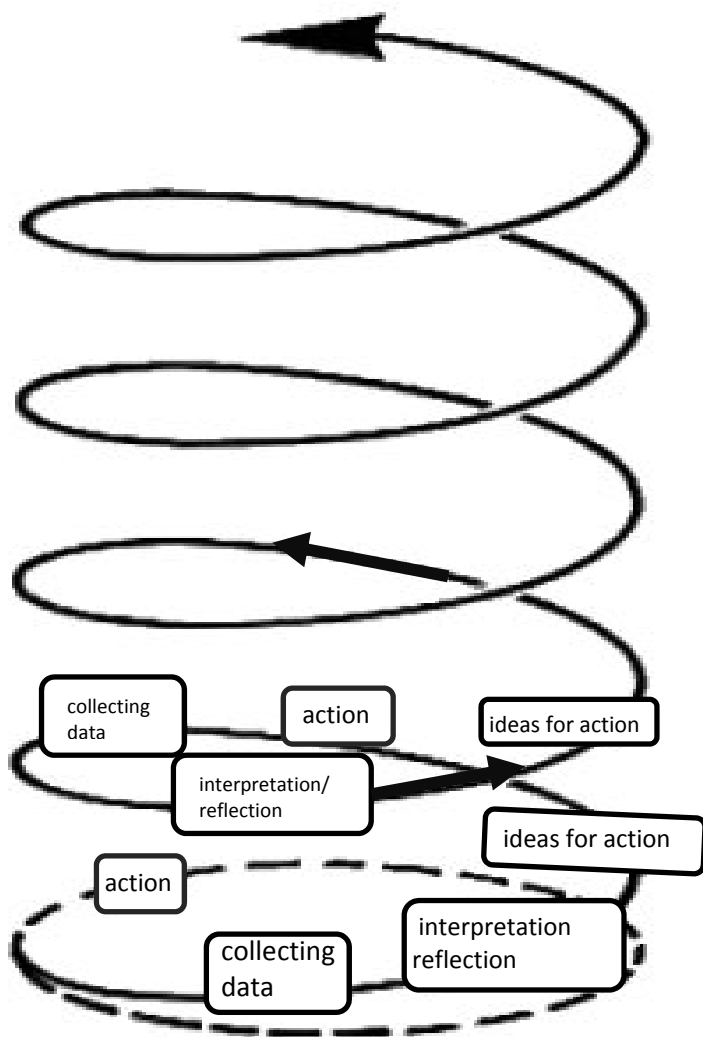 collecting
data
action
ideas for action
interpretation/
reflection
ideas for action
action
interpretation
reflection
collecting
data